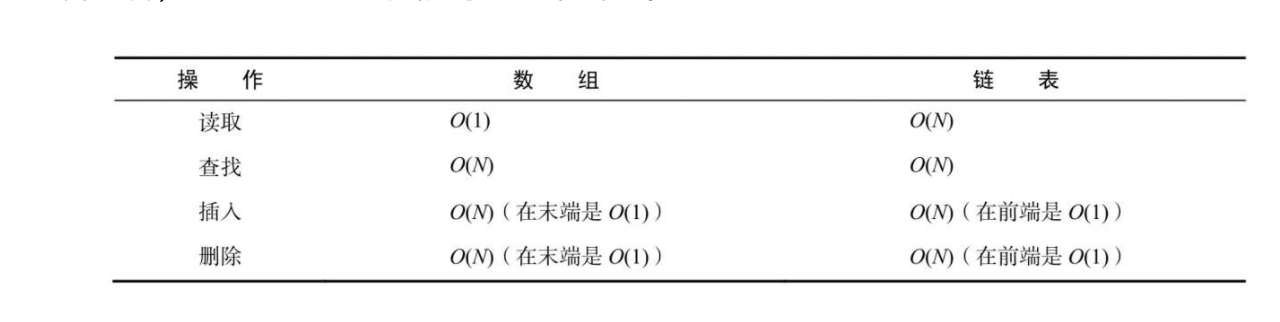 操 作 数 组 链 表
读取 O(1) O(N)
查找 O(N) O(N)
插入 O(N)（在末端是 O(1)） O(N)（在前端是 O(1)）
删除 O(N)（在末端是 O(1)） O(N)（在前端是 O(1)）